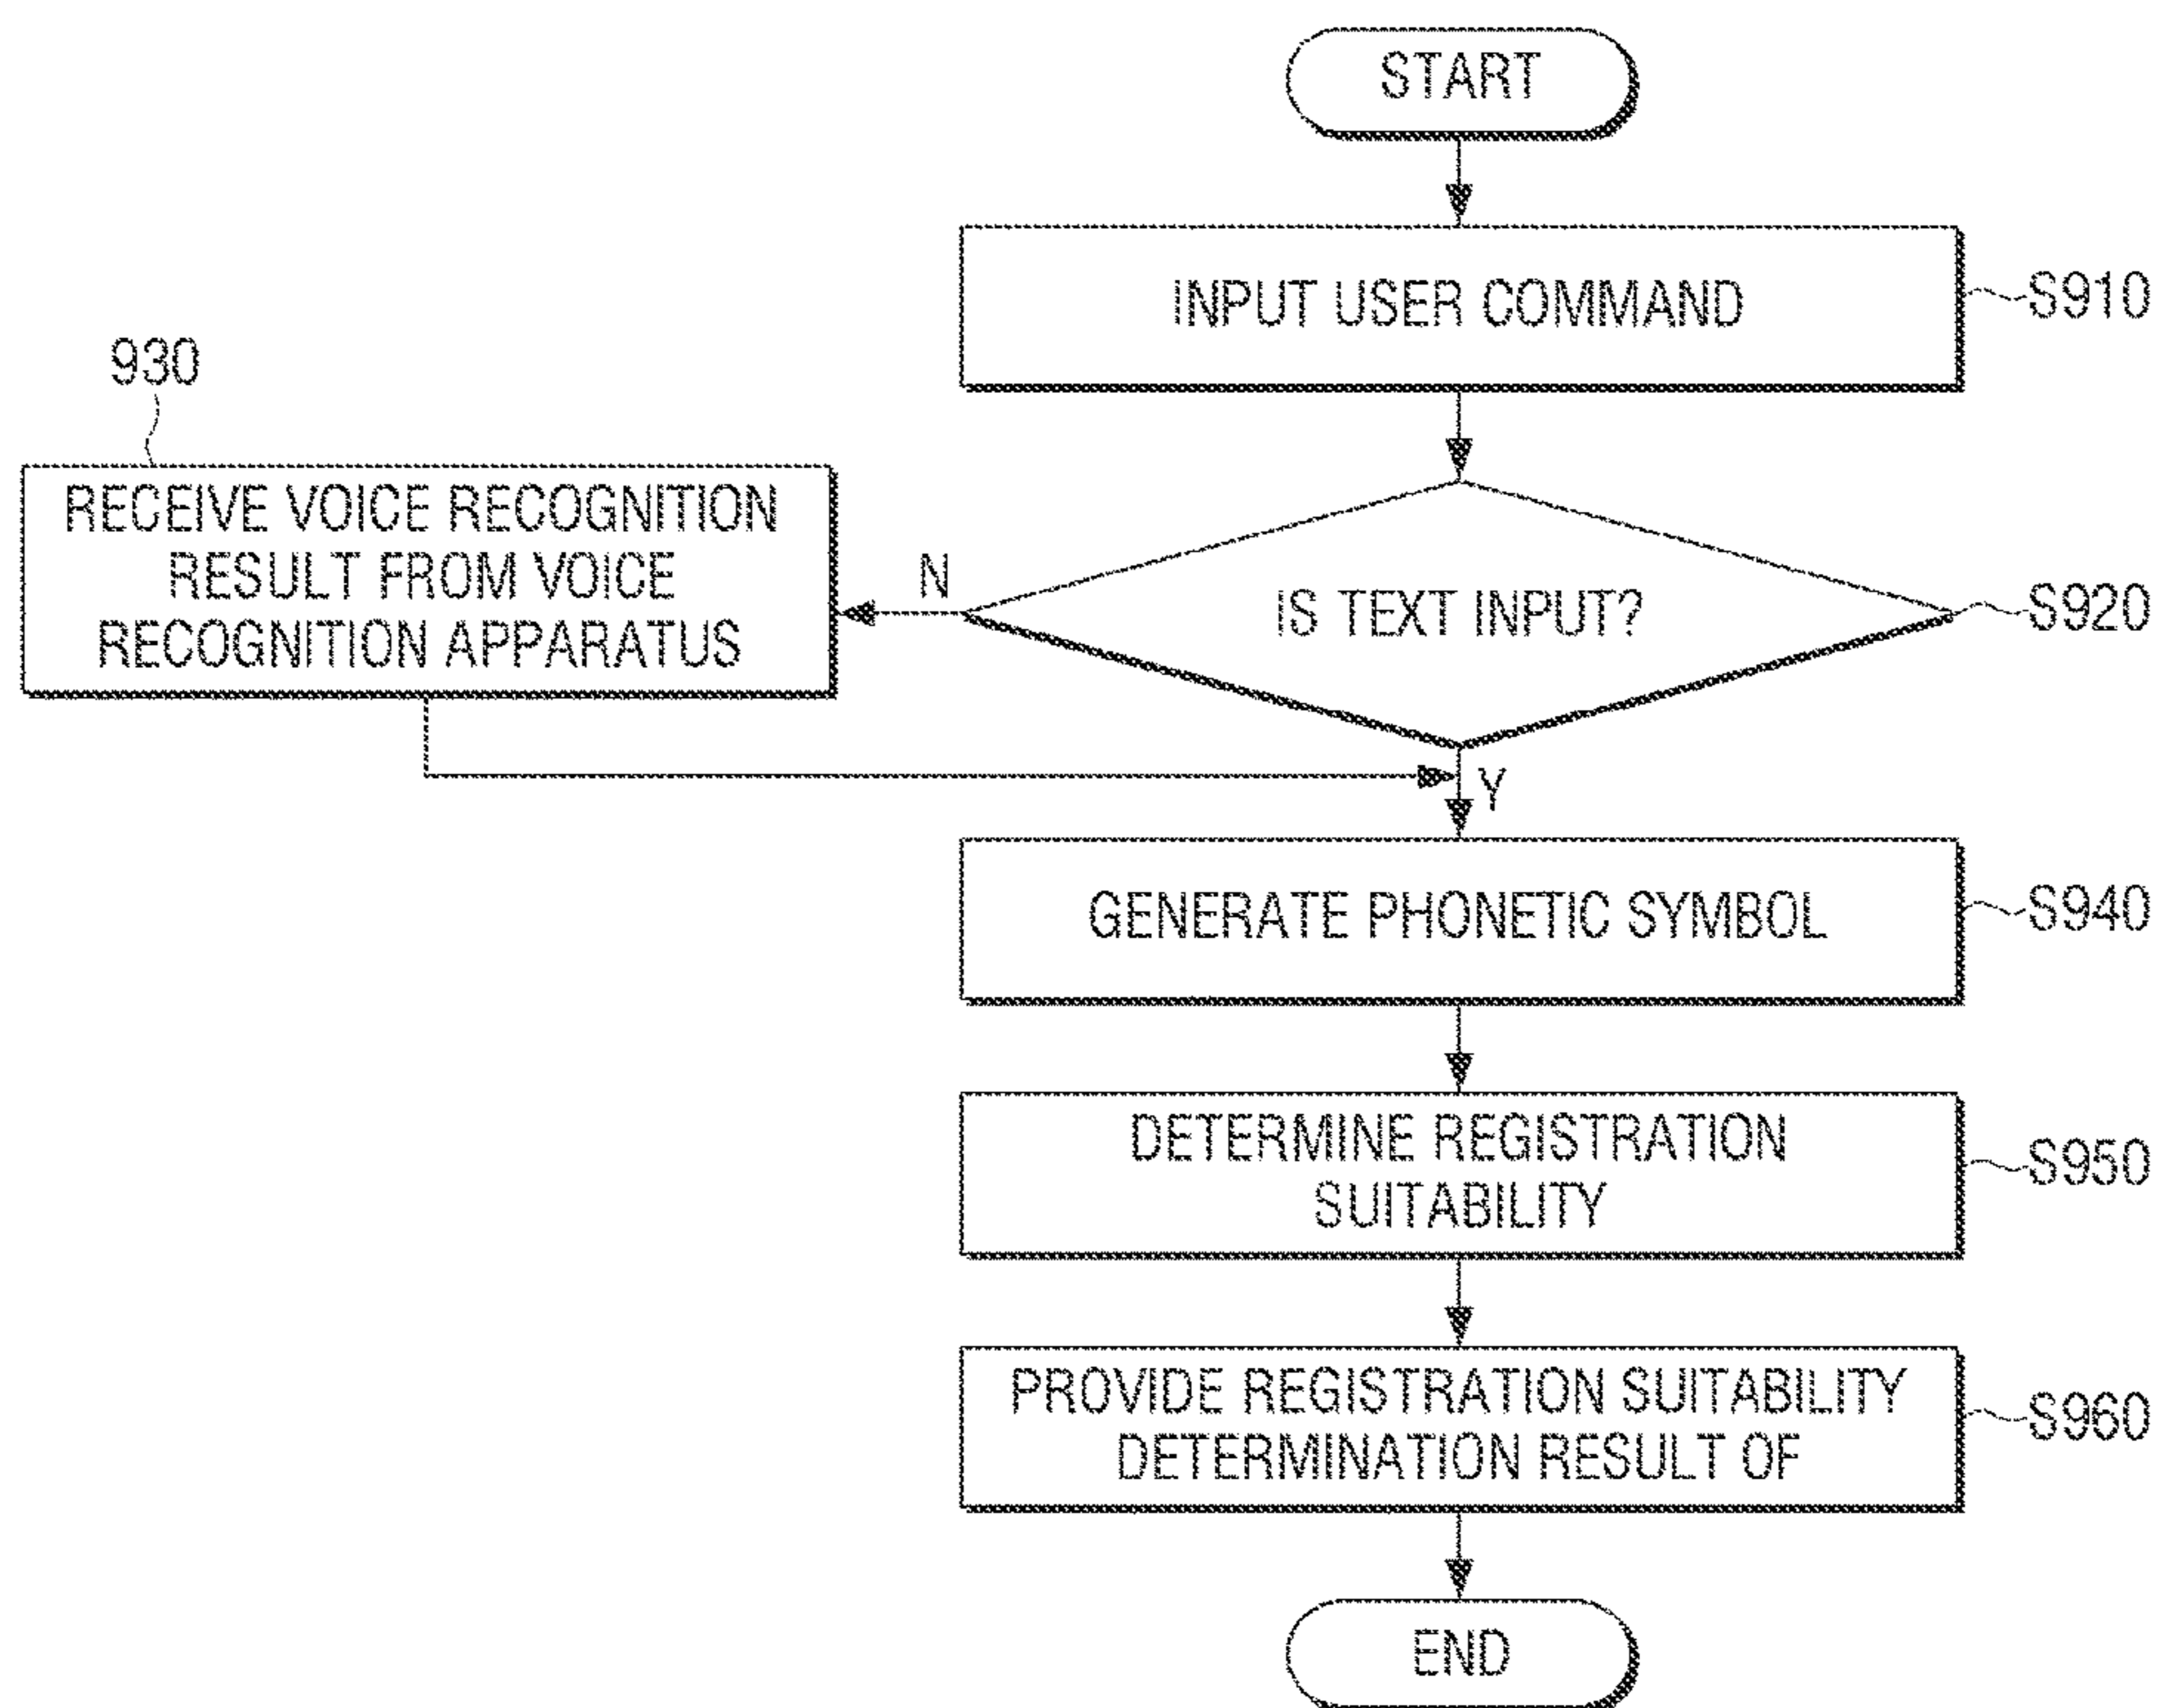 START
INPUT USER COMMAND
S910
930
RECEIVE VOICE RECOGNITION
RESULT FROM VOICE
RECOGNITION APPARATUS
N
IS TEXT INPUT?
S920
Y
GENERATE PHONETIC SYMBOL
S940
DETERMINE REGISTRATION
SUITABILITY
S950
PROVIDE REGISTRATION SUITABILITY
DETERMINATION RESULT OF
S960
END